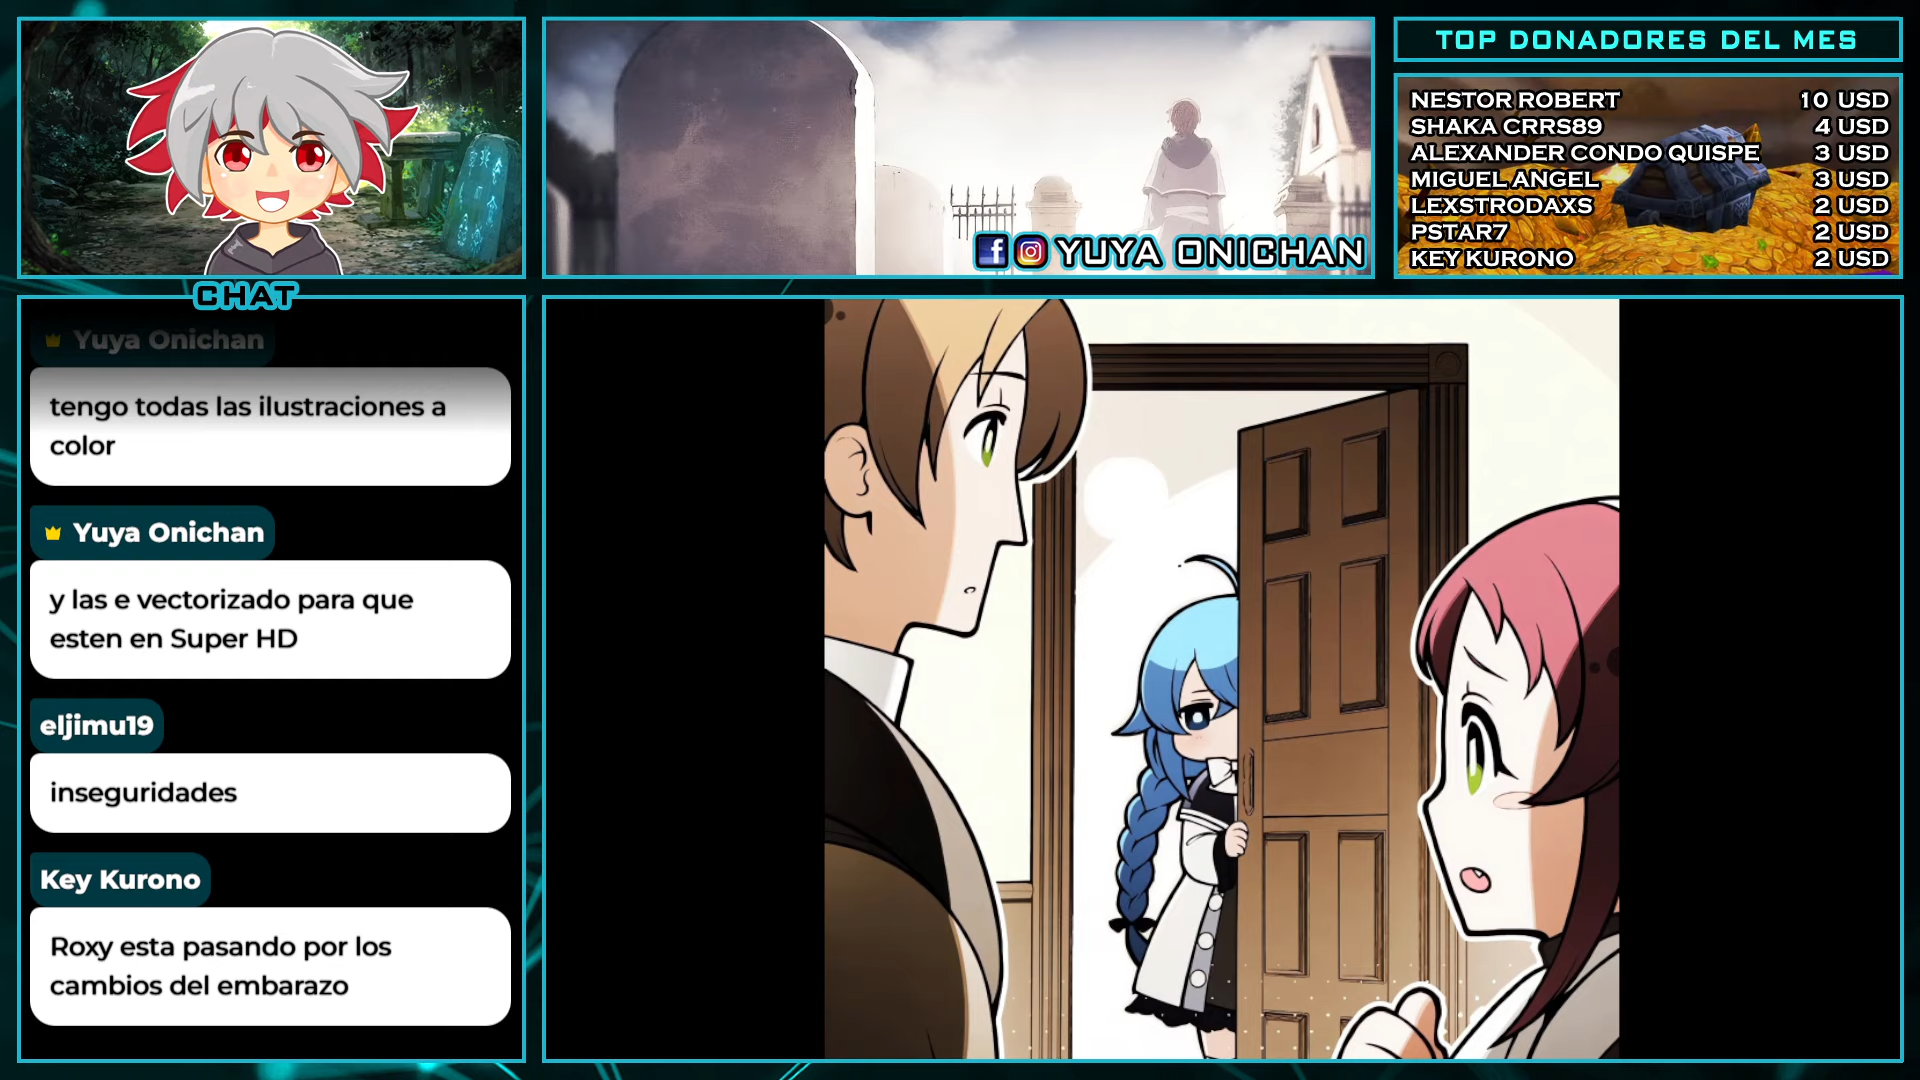 YUYA ONICHAN
TOP DONADORES DEL MES
NESTOR ROBERT 10 USD
SHAKA CRRS89 4 USD
ALEXANDER CONDO QUISPE 3 USD
MIGUEL ANGEL 3 USD
LEXSTRODAXS 2 USD
PSTAR7 2 USD
KEY KURONO 2 USD
CHAT
Yuya Onichan
tengo todas las ilustraciones a
color
Yuya Onichan
y las e vectorizado para que
esten en Super HD
eljimu19
inseguridades
Key Kurono
Roxy esta pasando por los
cambios del embarazo